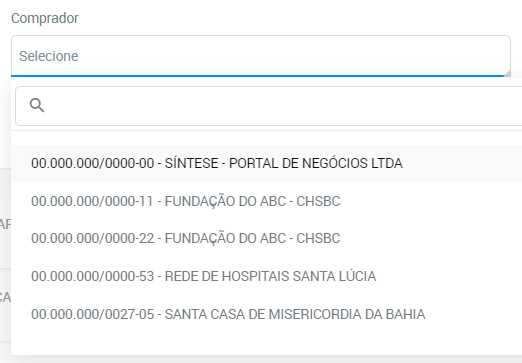 Comprador
Selecione
00.000.000/0000-00 - SÍNTESE - PORTAL DE NEGÓCIOS LTDA
00.000.000/0000-11 - FUNDAÇÃO DO ABC - CHSBC
AR
00.000.000/0000-22 - FUNDAÇÃO DO ABC - CHSBC
00.000.000/0000-53 - REDE DE HOSPITAIS SANTA LÚCIA
CA
00.000.000/0027-05 - SANTA CASA DE MISERICORDIA DA BAHIA